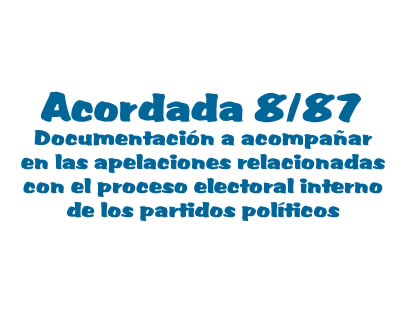 Acordada 8/87
Documentación a acompañar
en las apelaciones relacionadas
con el proceso electoral interno
de los partidos políticos